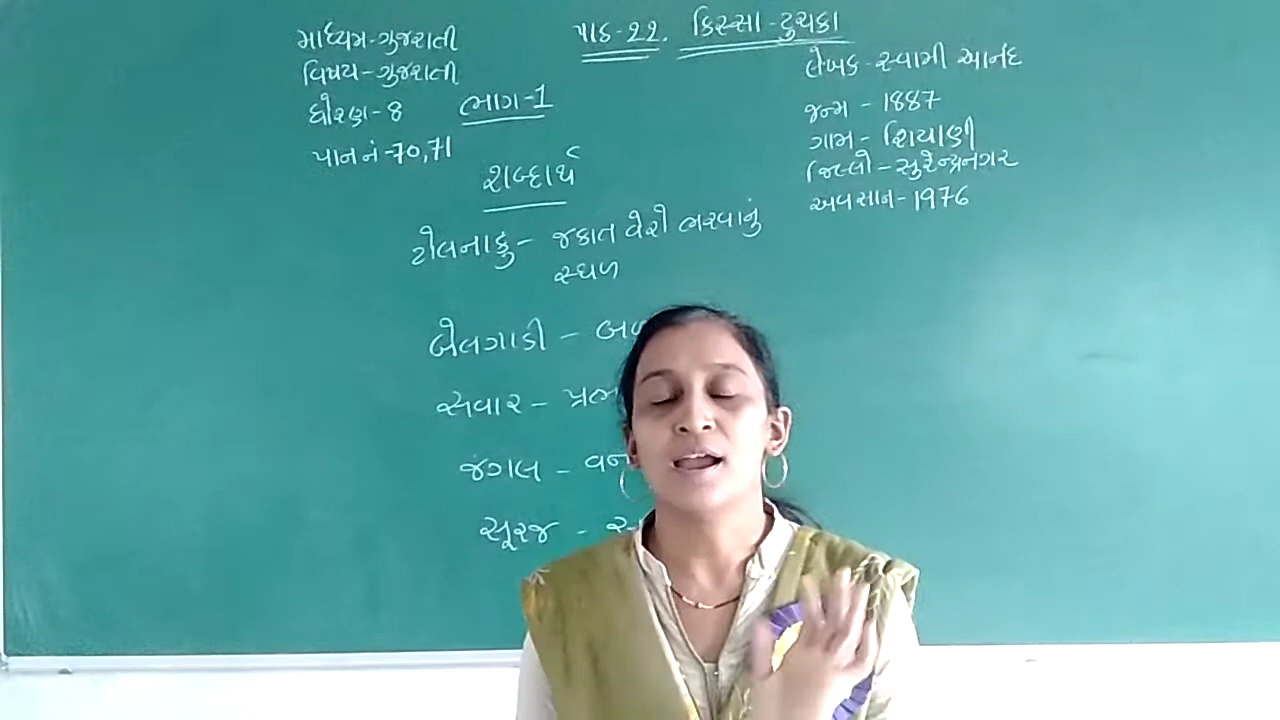 માધ્યમ-ગુજરાતી
વિષય-ગુજરાતી
ધોરણ-8
પાન નં-70,71
ભાગ-1
પાઠ-22. કિસ્સા-ટુચકા
લેખક-સ્વામી આનંદ
જન્મ - 1887
ગામ- શિયાણી
જિલ્લો-સુરેન્દ્રનગર
અવસાન-1976
શબ્દાર્થ
ટોલનાકુ- જકાત વેરો ભરવાનું
સ્થળ
બેલગાડી -
સવાર -
જંગલ - વન
સૂરજ -